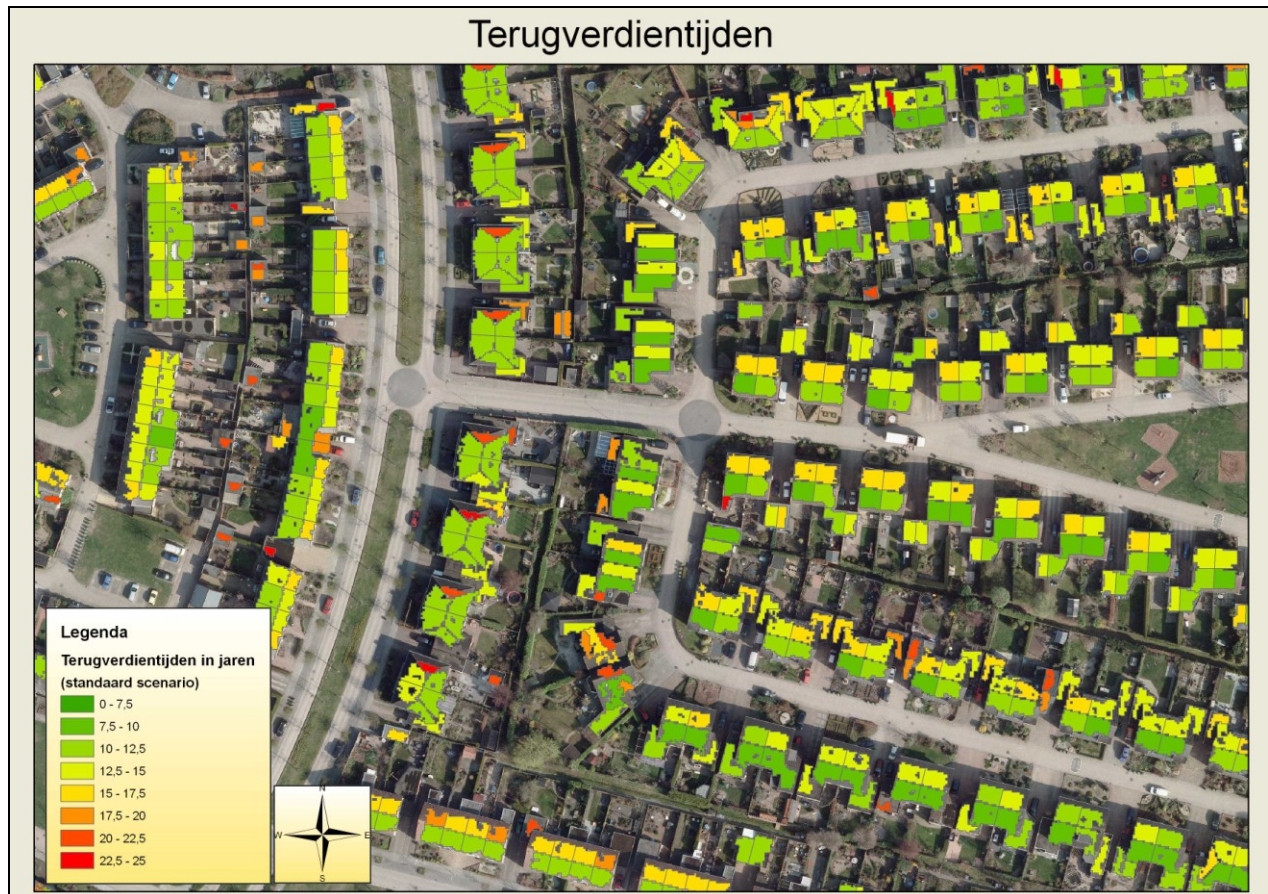 Terugverdientijden
Legenda
Terugverdientijden in jaren
(standaard scenario)
0 - 7,5
7,5 - 10
10 - 12,5
12,5 - 15
15 - 17,5
17,5 - 20
20 - 22,5
22,5 - 25
N
W E
S